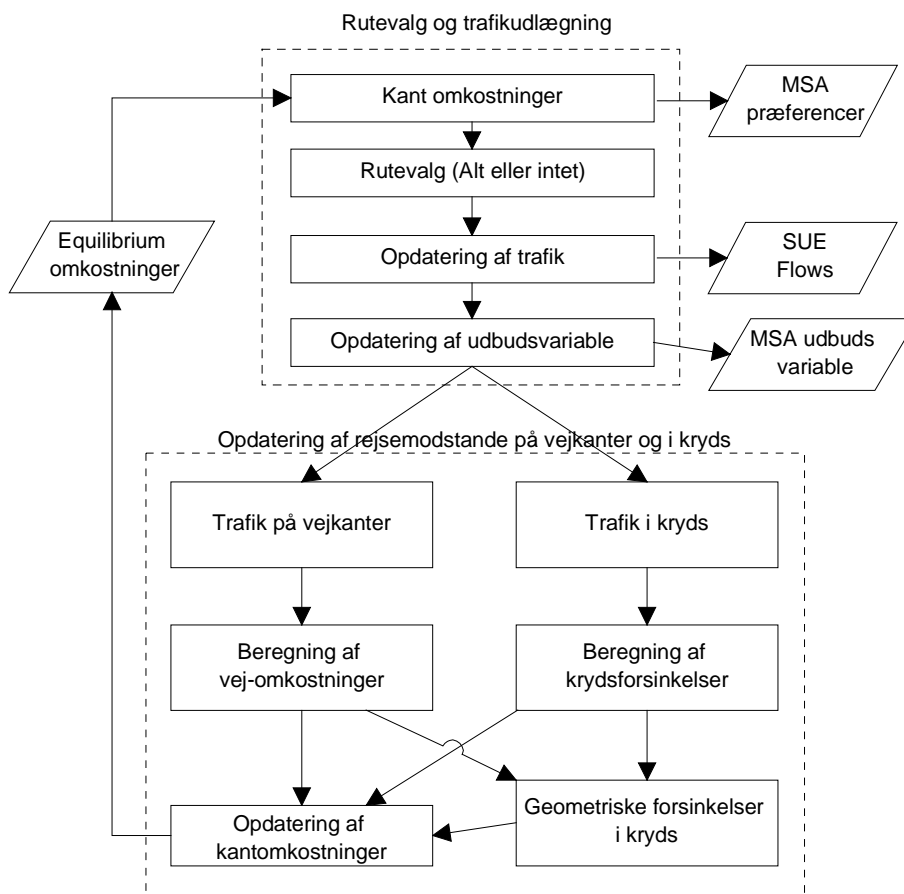 Rutevalg og trafikudlægning
Kant omkostninger
MSA
præferencer
Rutevalg (Alt eller intet)
Equilibrium
omkostninger
Opdatering af trafik
SUE
Flows
Opdatering af udbudsvariable
MSA udbuds
variable
Opdatering af rejsemodstande på vejkanter og i kryds
Trafik på vejkanter
Trafik i kryds
Beregning af
vej-omkostninger
Beregning af
krydsforsinkelser
Opdatering af
kantomkostninger
Geometriske forsinkelser
i kryds